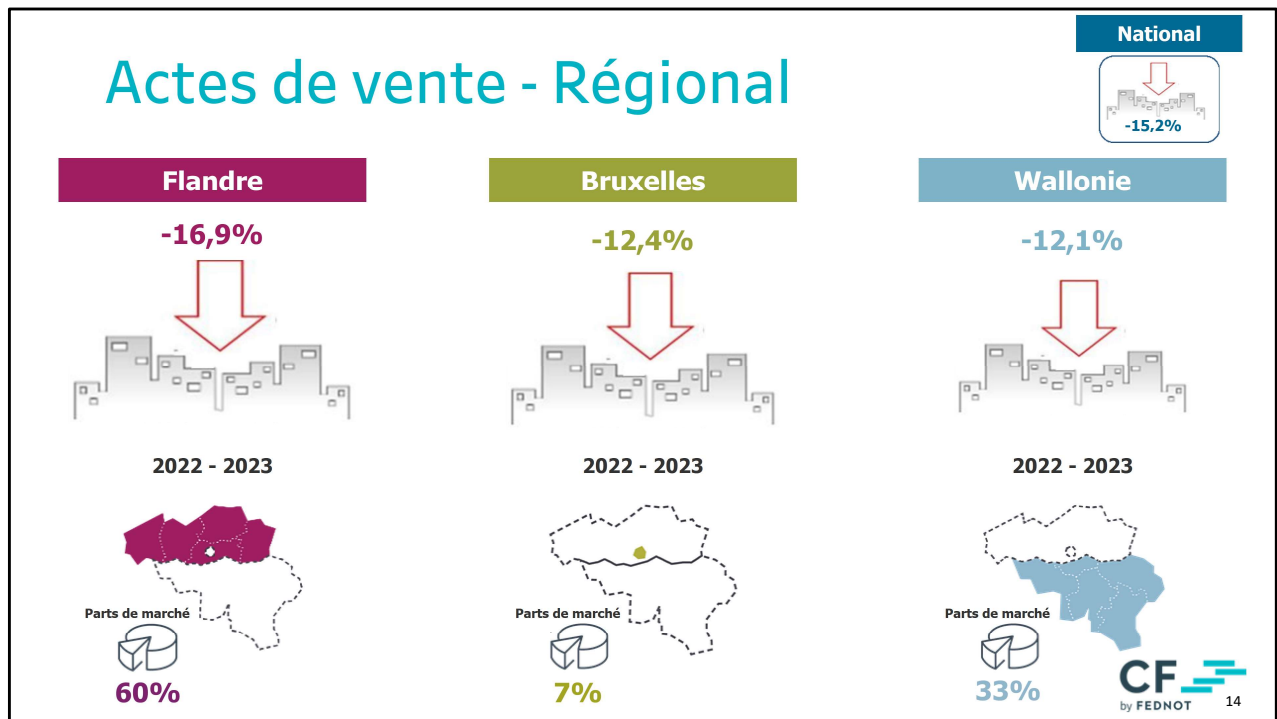 National
Actes de vente - Régional
-15,2%
Flandre
-16,9%
2022 - 2023
Parts de marché
60%
Bruxelles
-12,4%
2022 - 2023
Parts de marché
7%
Wallonie
-12,1%
2022 - 2023
Parts de marché
33%
CF
by FEDNOT
14